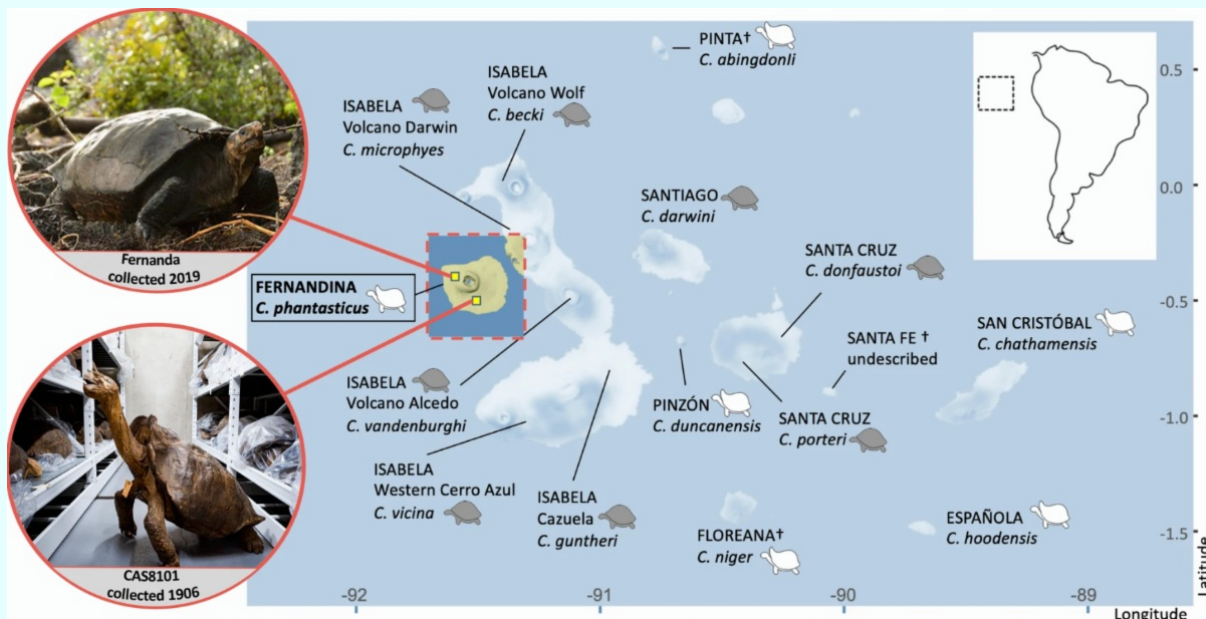 PINTA†
C. abingdonli
ISABELA
Volcano Wolf
C. becki
ISABELA
Volcano Darwin
C. microphyes
SANTIAGO
C. darwini
SANTA CRUZ
C. donfaustoi
Fernanda
collected 2019
FERNANDINA
C. phantasticus
SAN CRISTÓBAL
C. chathamensis
SANTA FE †
undescribed
ISABELA
Volcano Alcedo
C. vandenburghi
PINZÓN
C. duncanensis
SANTA CRUZ
C. porteri
ISABELA
Western Cerro Azul
C. vicina
ISABELA
Cazuela
C. guntheri
FLOREANA†
C. niger
ESPAÑOLA
C. hoodensis
CAS8101
collected 1906
0.5
0.0
-0.5
-1.0
-1.5
Latitude
-92
-91
-90
-89
Longitude